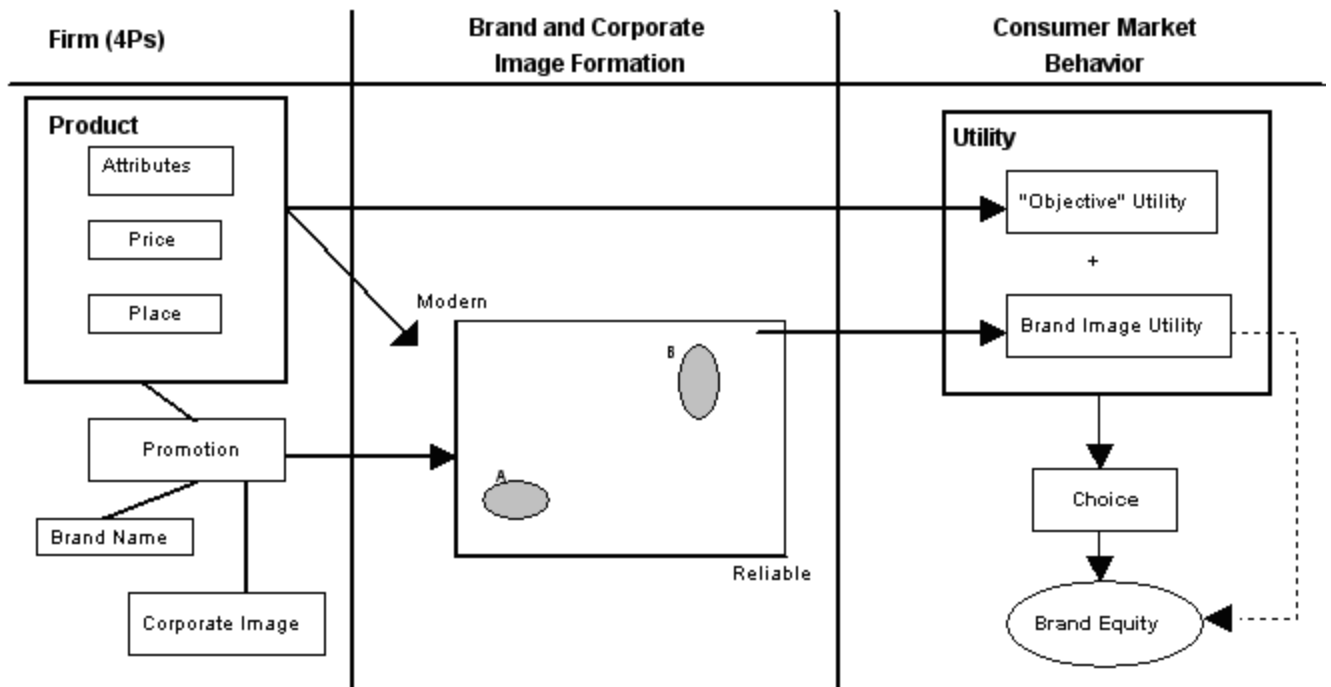 Firm (4Ps)
Brand and Corporate
Image Formation
Consumer Market
Behavior
Product
Attributes
Price
Place
Promotion
Brand Name
Corporate Image
Modern
B
A
Reliable
Utility
"Objective" Utility
+
Brand Image Utility
Choice
Brand Equity